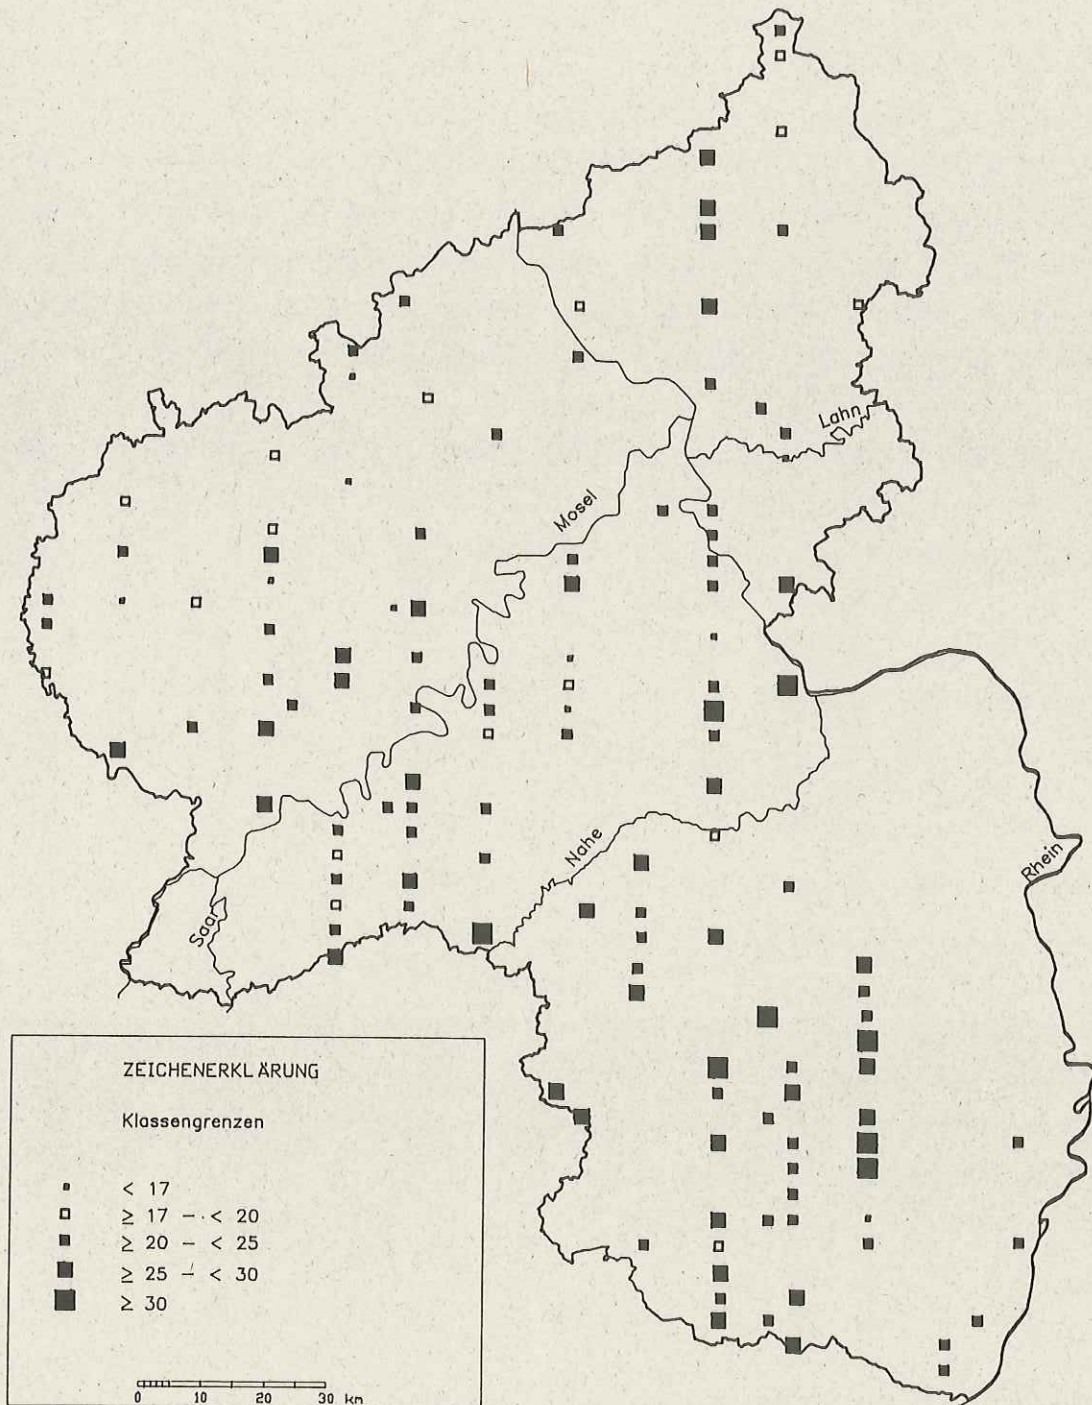 Lahn
Mosel
Nahe
Rhein
Saar
ZEICHENERKLÄRUNG
Klassengrenzen
< 17
≥ 17 - < 20
≥ 20 - < 25
≥ 25 - < 30
≥ 30
0 10 20 30 km